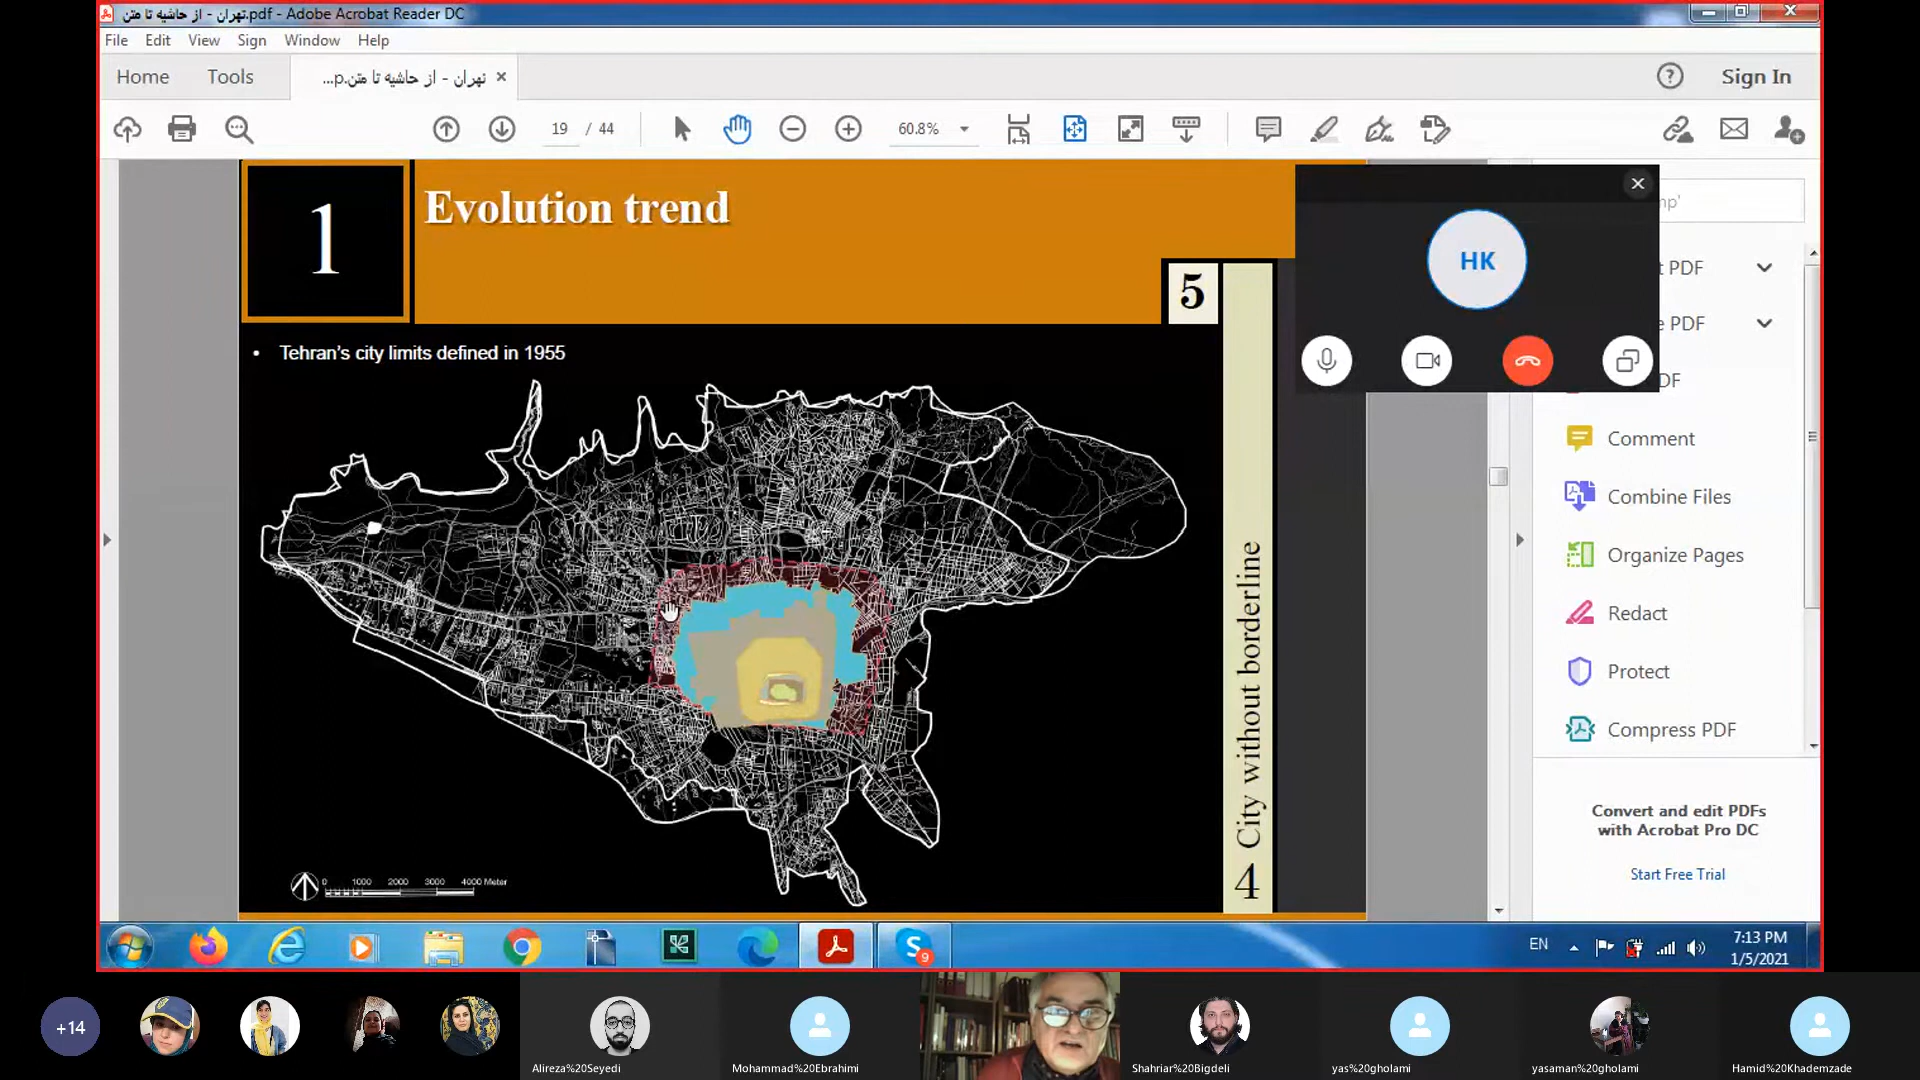 تهران - از حاشیه تا متن.pdf - Adobe Acrobat Reader DC
File Edit View Sign Window Help
Home Tools تهران - از حاشیه تا متن.p... Sign In
19 / 44 60.8%
1
Evolution trend
5
• Tehran's city limits defined in 1955
City without borderline
4
0 1000 2000 3000 4000 Meter
HK
mp'
t PDF
e PDF
DF
Comment
Combine Files
Organize Pages
Redact
Protect
Compress PDF
Convert and edit PDFs
with Acrobat Pro DC
Start Free Trial
9
EN
7:13 PM
1/5/2021
+14
Alireza%20Seyedi
Mohammad%20Ebrahimi
Shahriar%20Bigdeli
yas%20gholami
yasaman%20gholami
Hamid%20Khademzade